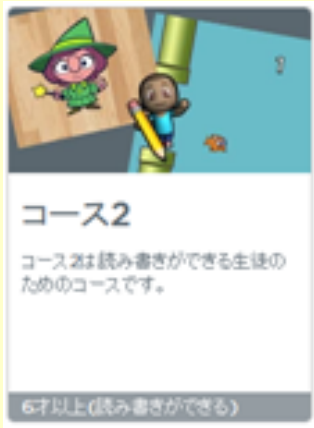 コース2
コース2は読み書きができる生徒の
ためのコースです。
6才以上(読み書きができる)